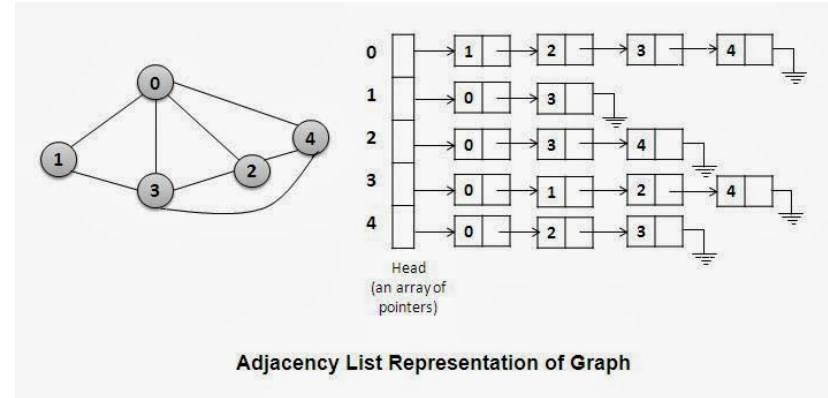 0
1
4
2
3
0 1 2 3 4
1 0 3
2 0 3 4
3 0 1 2 4
4 0 2 3
Head
(an array of
pointers)
Adjacency List Representation of Graph